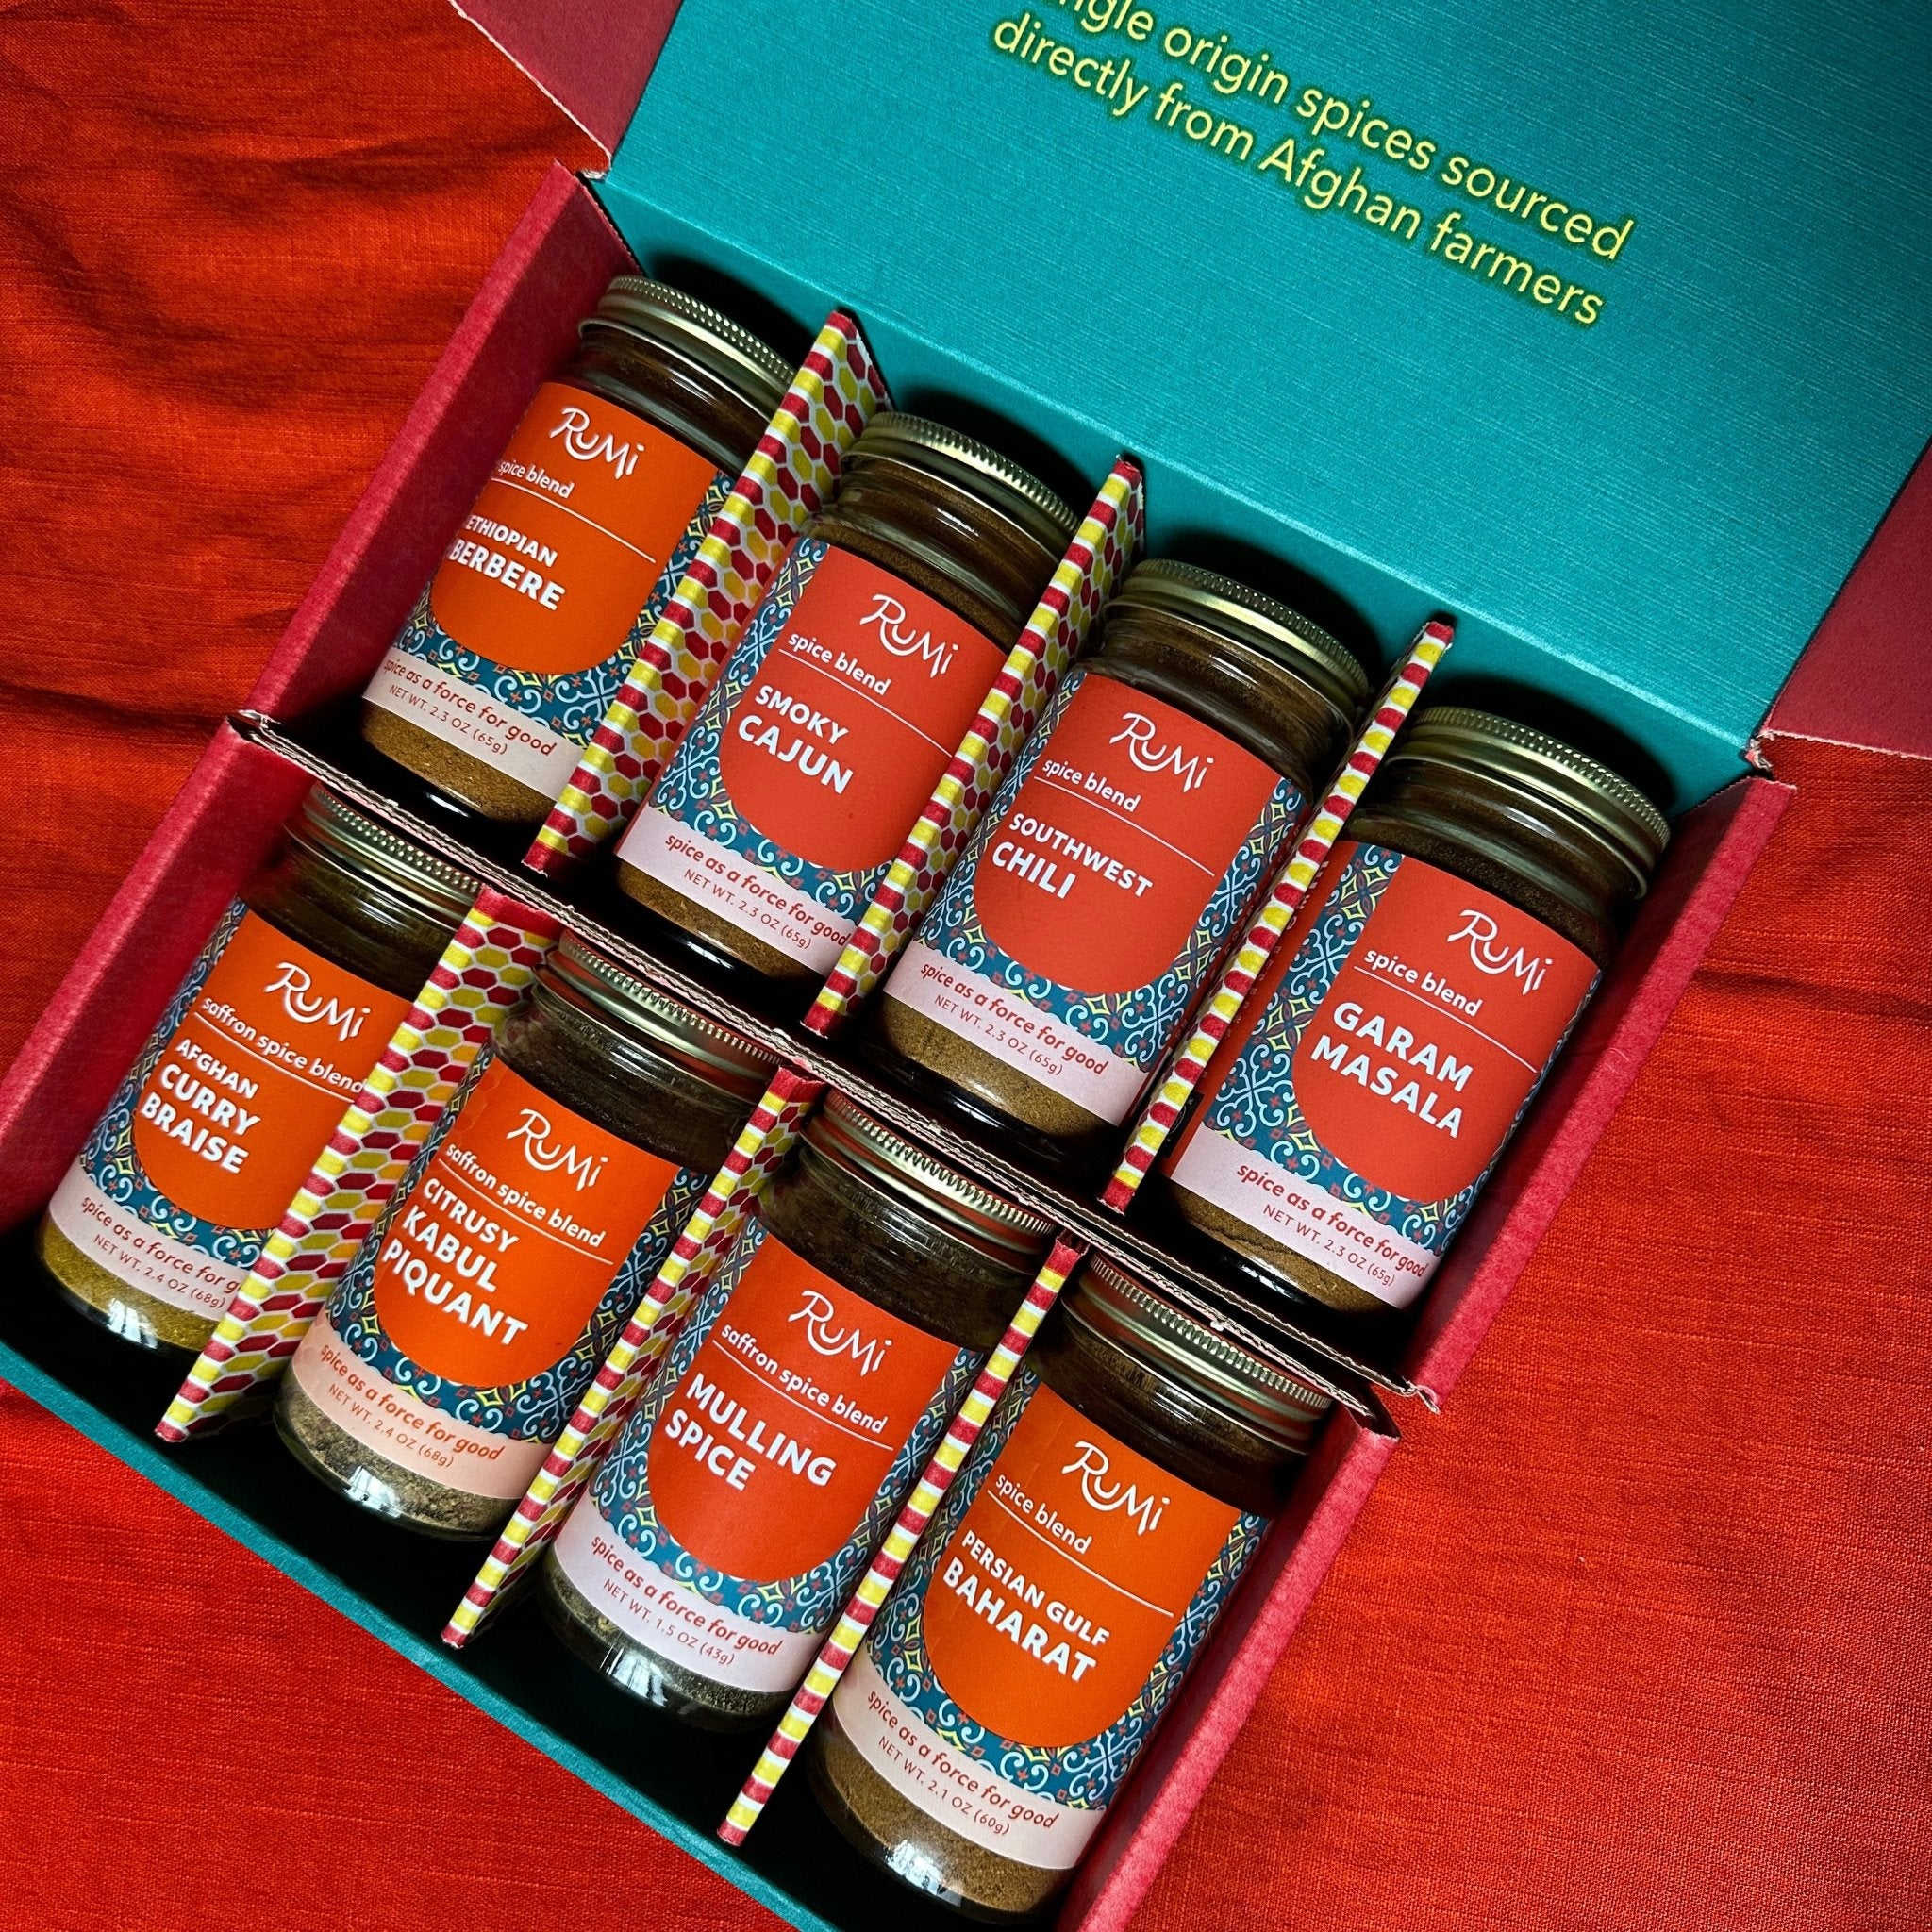 origin spices sourced
directly from Afghan farmers
RuMi
spice blend
ETHIOPIAN
BERBERE
spice as a force for good
NET WT. 2.3 OZ (65g)
RuMi
spice blend
SMOKY
CAJUN
spice as a force for good
NET WT. 2.3 OZ (65g)
RuMi
spice blend
SOUTHWEST
CHILI
spice as a force for good
NET WT. 2.3 OZ (65g)
RuMi
spice blend
GARAM
MASALA
spice as a force for good
NET WT. 2.3 OZ (65g)
RuMi
saffron spice blend
AFGHAN
CURRY
BRAISE
spice as a force for g
NET WT. 2.4 OZ (68g)
RuMi
saffron spice blend
CITRUSY
KABUL
PIQUANT
spice as a force for good
NET WT. 2.4 OZ (68g)
RuMi
saffron spice blend
MULLING
SPICE
spice as a force for good
NET WT. 1.5 OZ (43g)
RuMi
spice blend
PERSIAN GULF
BAHARAT
spice as a force for good
NET WT. 2.1 OZ (60g)